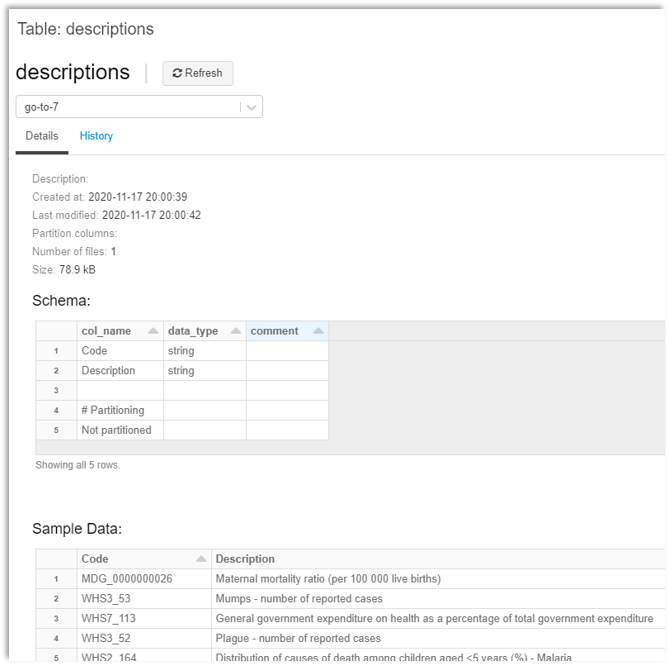 Table: descriptions
descriptions
Refresh
go-to-7
Details History
Description:
Created at: 2020-11-17 20:00:39
Last modified: 2020-11-17 20:00:42
Partition columns:
Number of files: 1
Size: 78.9 kB
Schema:
col_name data_type comment
1 Code string
2 Description string
3
4 # Partitioning
5 Not partitioned
Showing all 5 rows.
Sample Data:
Code Description
1 MDG_0000000026 Maternal mortality ratio (per 100 000 live births)
2 WHS3_53 Mumps - number of reported cases
3 WHS7_113 General government expenditure on health as a percentage of total government expenditure
4 WHS3_52 Plague - number of reported cases
5 WHS2_164 Distribution of causes of death among children aged <5 years (%) - Malaria